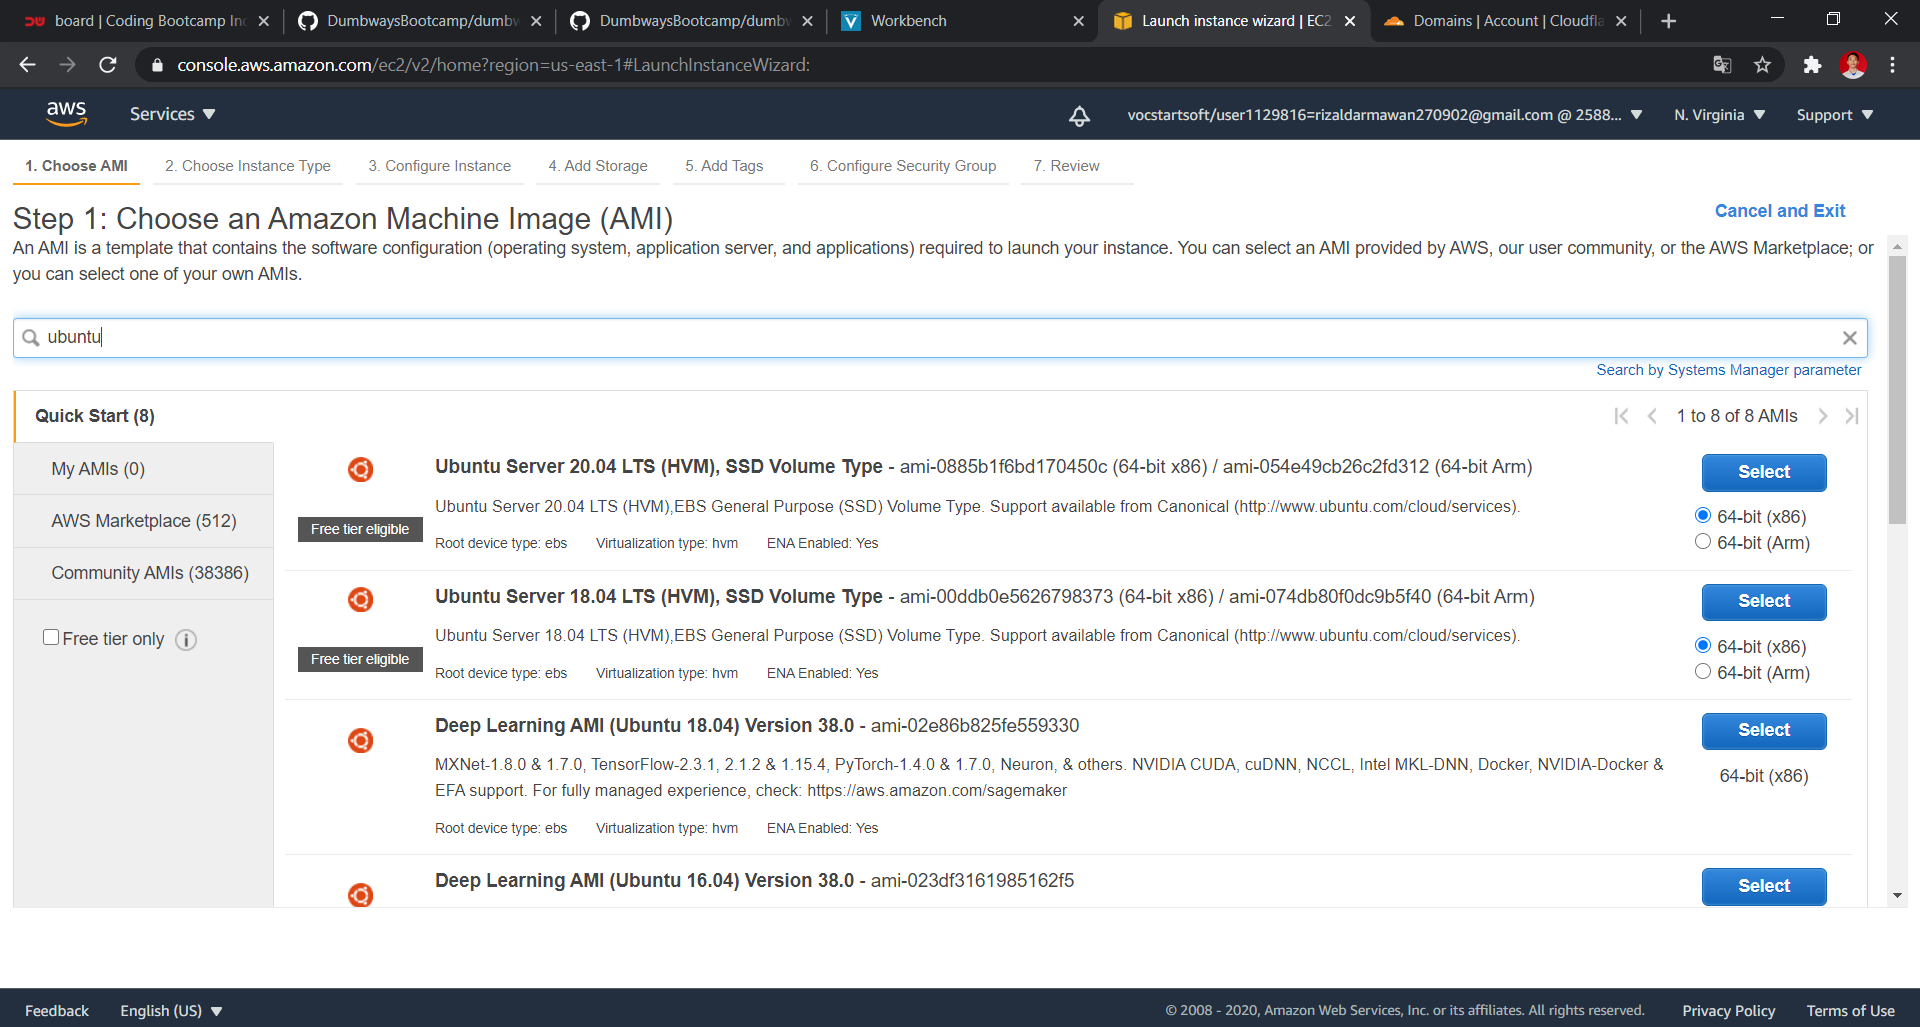 board | Coding Bootcamp In
DumbwaysBootcamp/dumbw
DumbwaysBootcamp/dumbw
Workbench
Launch instance wizard | EC2
Domains | Account | Cloudfla
console.aws.amazon.com/ec2/v2/home?region=us-east-1#LaunchInstanceWizard:
aws
Services
vocstartsoft/user1129816=rizaldarmawan270902@gmail.com @ 2588...
N. Virginia
Support
1. Choose AMI
2. Choose Instance Type
3. Configure Instance
4. Add Storage
5. Add Tags
6. Configure Security Group
7. Review
Step 1: Choose an Amazon Machine Image (AMI)
Cancel and Exit
An AMI is a template that contains the software configuration (operating system, application server, and applications) required to launch your instance. You can select an AMI provided by AWS, our user community, or the AWS Marketplace; or
you can select one of your own AMIs.
ubuntu
Search by Systems Manager parameter
Quick Start (8)
1 to 8 of 8 AMIs
My AMIs (0)
AWS Marketplace (512)
Community AMIs (38386)
Free tier only
Ubuntu Server 20.04 LTS (HVM), SSD Volume Type - ami-0885b1f6bd170450c (64-bit x86) / ami-054e49cb26c2fd312 (64-bit Arm)
Select
Ubuntu Server 20.04 LTS (HVM),EBS General Purpose (SSD) Volume Type. Support available from Canonical (http://www.ubuntu.com/cloud/services).
64-bit (x86)
Free tier eligible
Root device type: ebs
Virtualization type: hvm
ENA Enabled: Yes
64-bit (Arm)
Ubuntu Server 18.04 LTS (HVM), SSD Volume Type - ami-00ddb0e5626798373 (64-bit x86) / ami-074db80f0dc9b5f40 (64-bit Arm)
Select
Ubuntu Server 18.04 LTS (HVM),EBS General Purpose (SSD) Volume Type. Support available from Canonical (http://www.ubuntu.com/cloud/services).
64-bit (x86)
Free tier eligible
Root device type: ebs
Virtualization type: hvm
ENA Enabled: Yes
64-bit (Arm)
Deep Learning AMI (Ubuntu 18.04) Version 38.0 - ami-02e86b825fe559330
Select
MXNet-1.8.0 & 1.7.0, TensorFlow-2.3.1, 2.1.2 & 1.15.4, PyTorch-1.4.0 & 1.7.0, Neuron, & others. NVIDIA CUDA, cuDNN, NCCL, Intel MKL-DNN, Docker, NVIDIA-Docker &
EFA support. For fully managed experience, check: https://aws.amazon.com/sagemaker
64-bit (x86)
Root device type: ebs
Virtualization type: hvm
ENA Enabled: Yes
Deep Learning AMI (Ubuntu 16.04) Version 38.0 - ami-023df3161985162f5
Select
Feedback
English (US)
© 2008 - 2020, Amazon Web Services, Inc. or its affiliates. All rights reserved.
Privacy Policy
Terms of Use